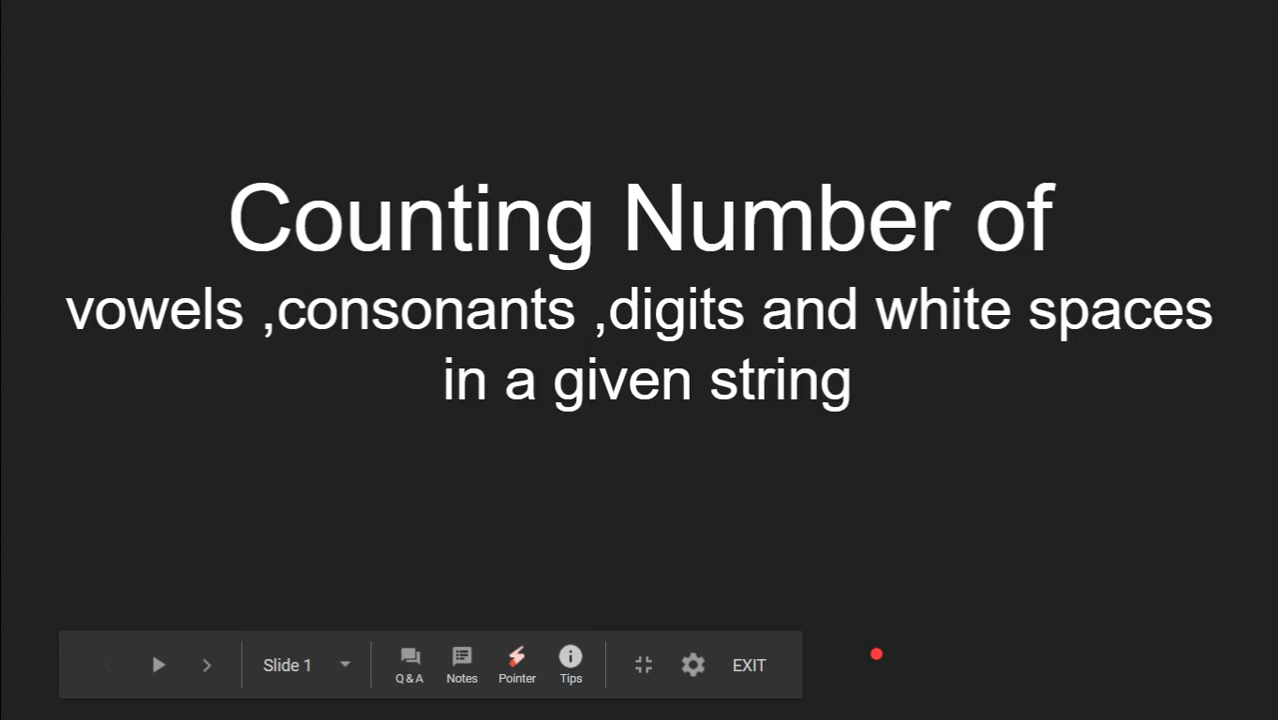 Counting Number of
vowels ,consonants ,digits and white spaces
in a given string
Slide 1
Q & A
Notes
Pointer
Tips
EXIT